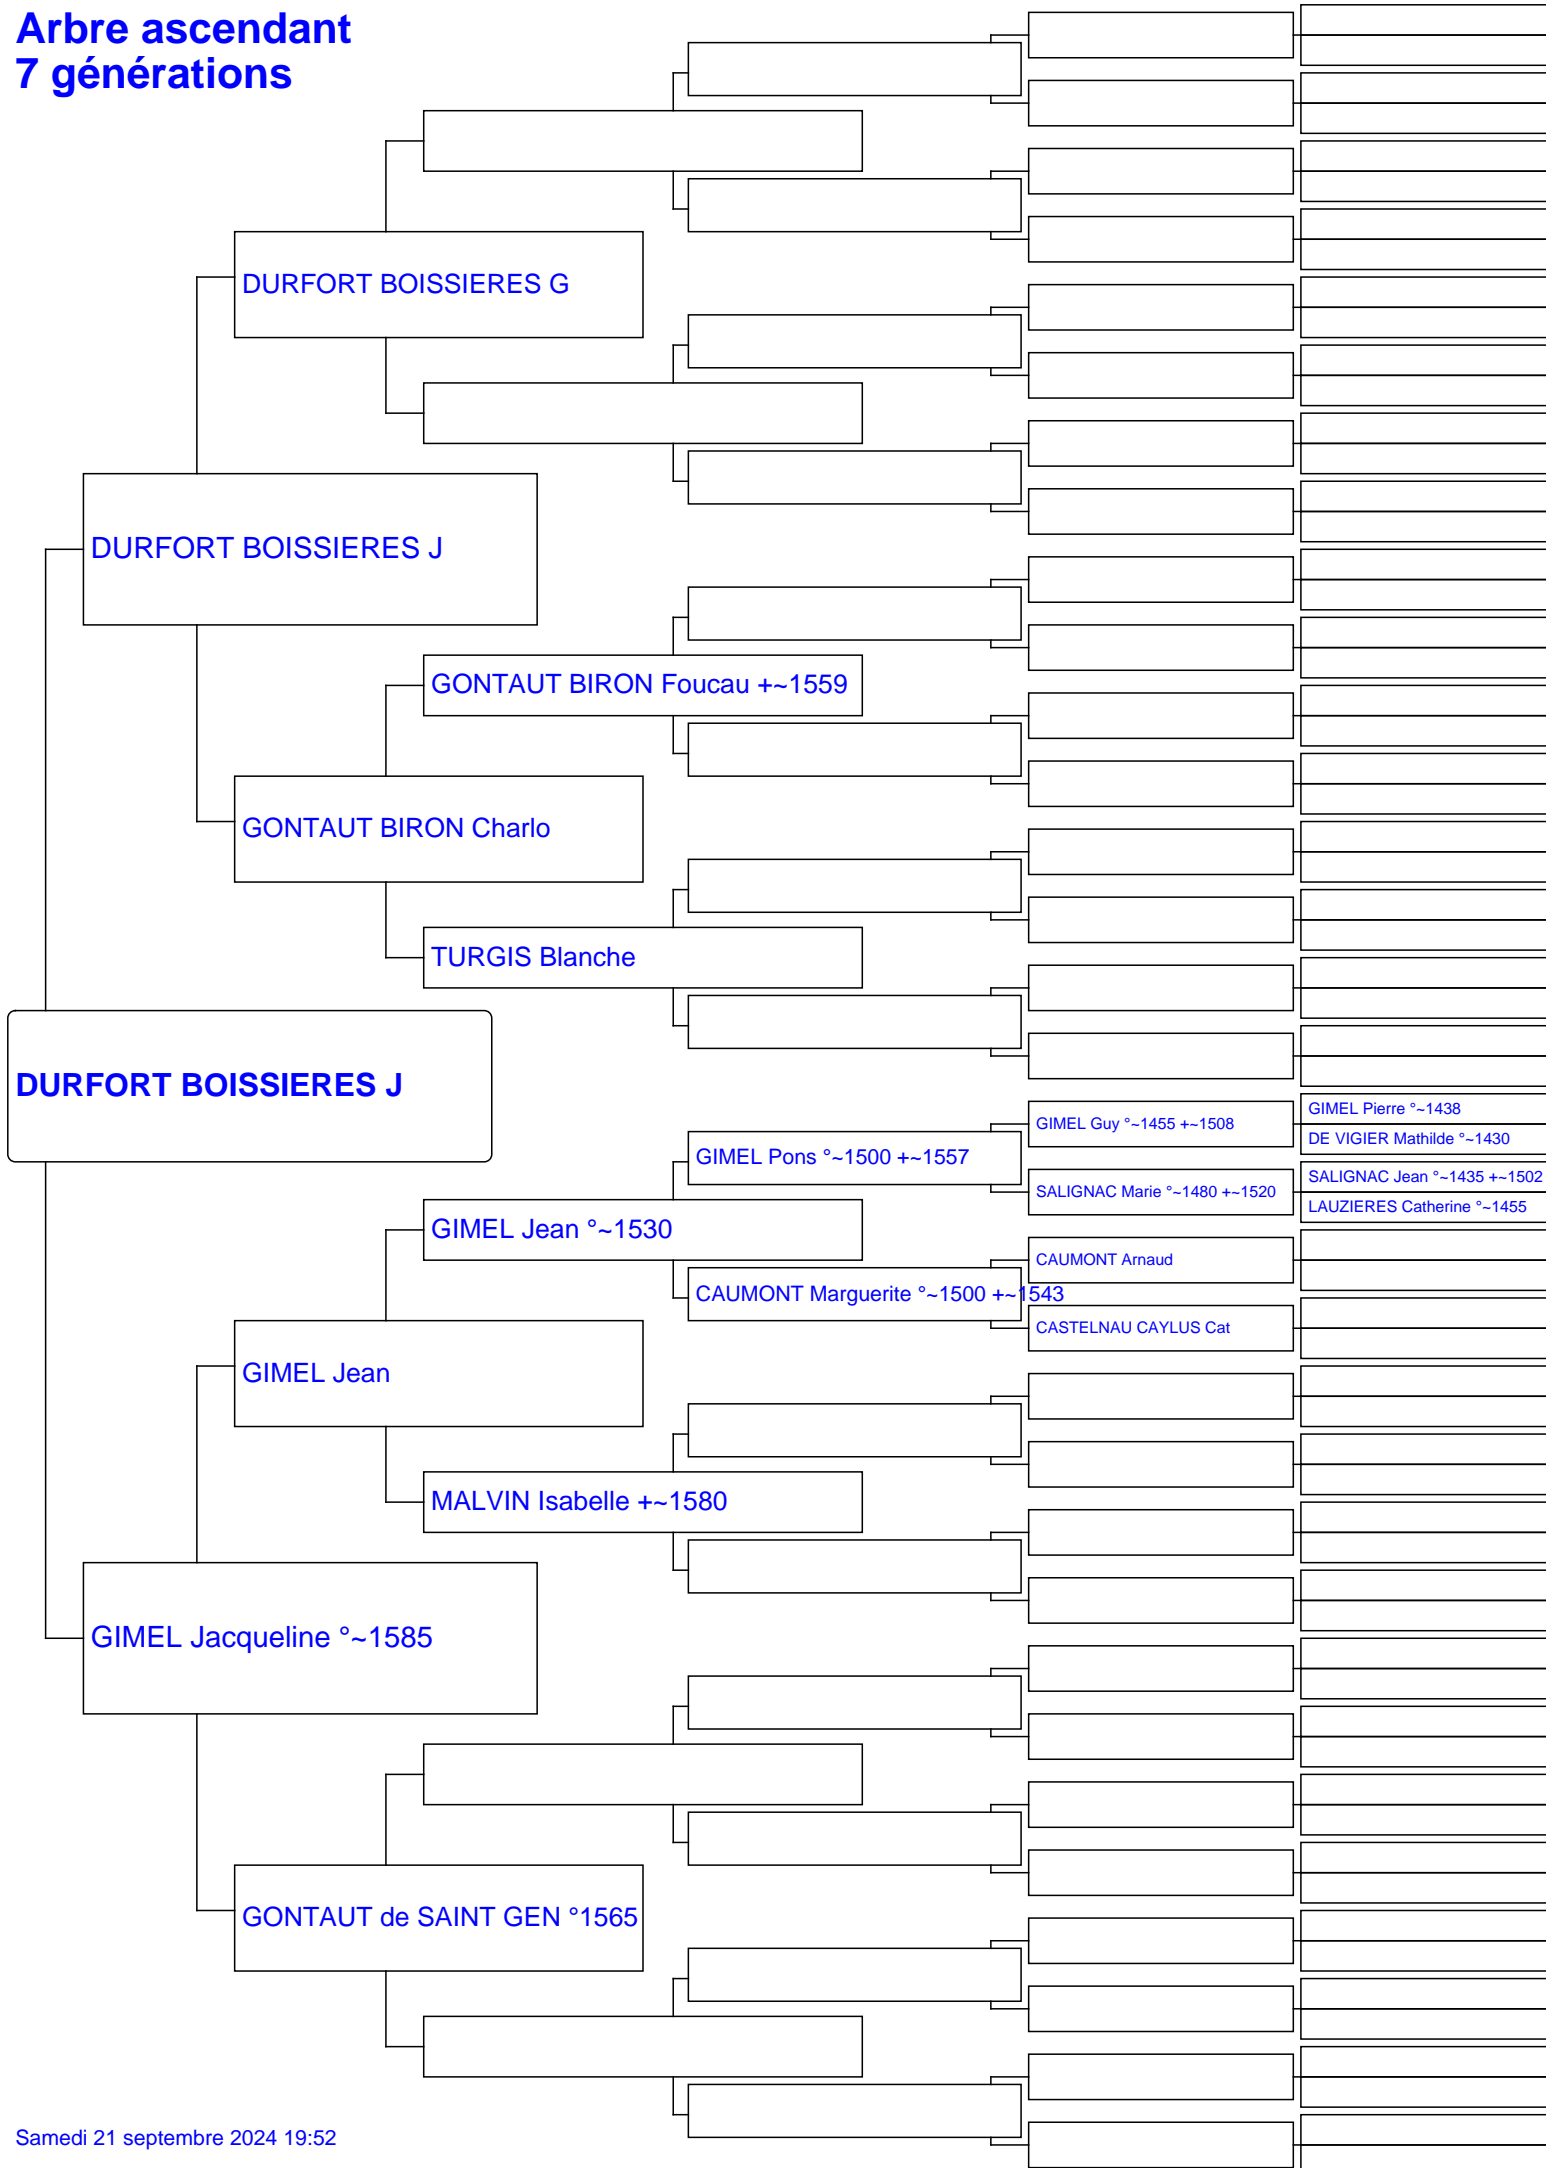 Arbre ascendant
7 générations
DURFORT BOISSIERES G
DURFORT BOISSIERES J
GONTAUT BIRON Foucau +~1559
GONTAUT BIRON Charlo
TURGIS Blanche
DURFORT BOISSIERES J
GIMEL Pierre °~1438
GIMEL Guy °~1455 +~1508
DE VIGIER Mathilde °~1430
GIMEL Pons °~1500 +~1557
SALIGNAC Jean °~1435 +~1502
SALIGNAC Marie °~1480 +~1520
LAUZIERES Catherine °~1455
GIMEL Jean °~1530
CAUMONT Arnaud
CAUMONT Marguerite °~1500 +~1543
CASTELNAU CAYLUS Cat
GIMEL Jean
MALVIN Isabelle +~1580
GIMEL Jacqueline °~1585
GONTAUT de SAINT GEN °1565
Samedi 21 septembre 2024 19:52